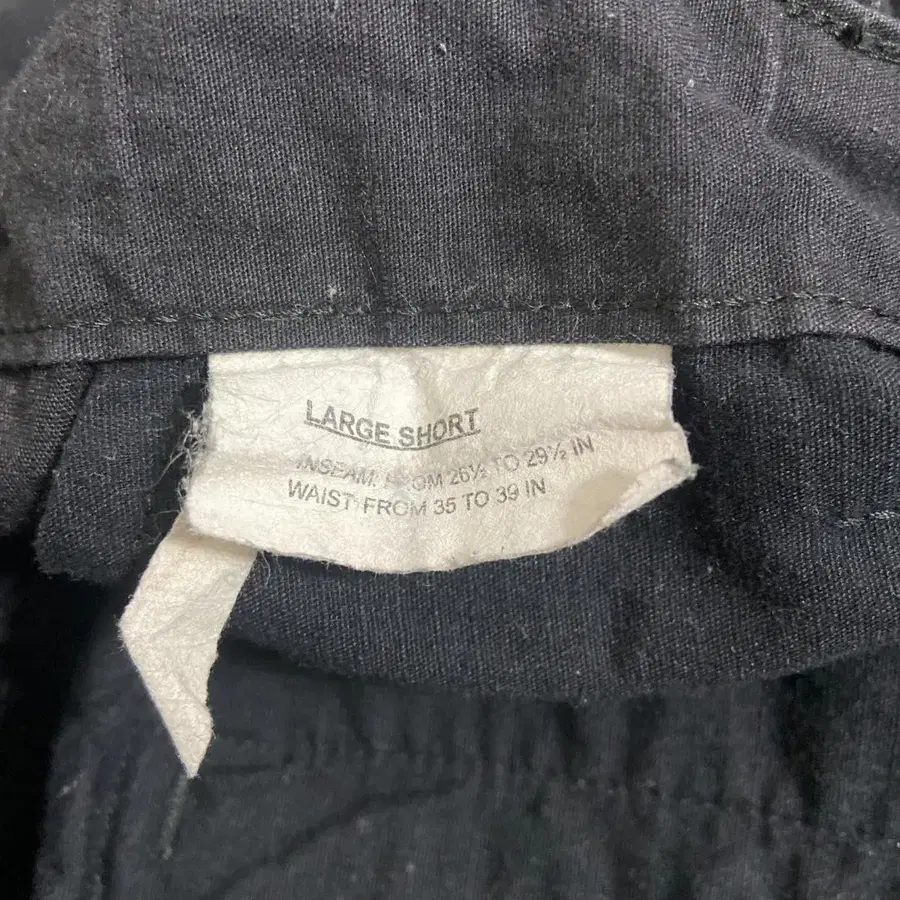 LARGE SHORT
INSEAM: FROM 26½ TO 29½ IN
WAIST: FROM 35 TO 39 IN